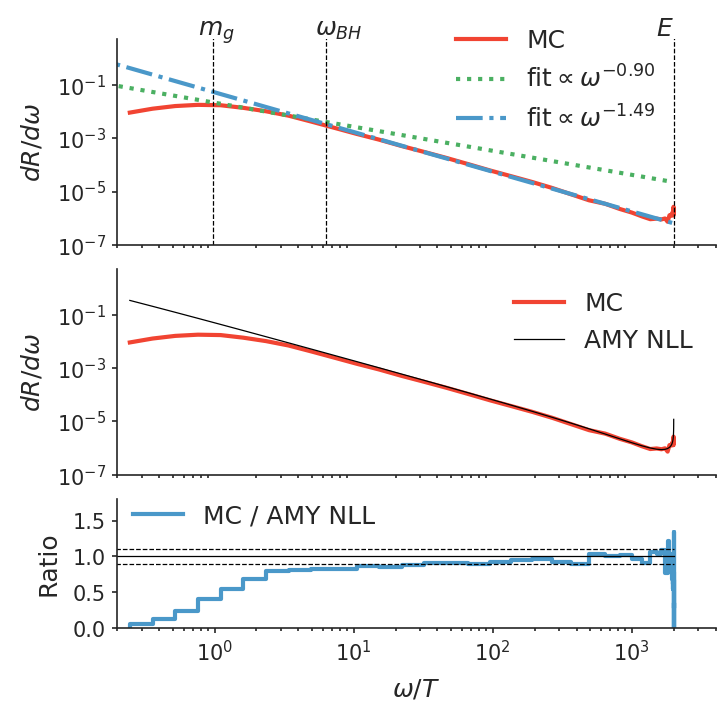 m_g ω_BH E
MC
fit ∝ ω^−0.90
fit ∝ ω^−1.49
dR/dω
10^−1
10^−3
10^−5
10^−7
MC
AMY NLL
dR/dω
10^−1
10^−3
10^−5
10^−7
MC / AMY NLL
Ratio
1.5
1.0
0.5
0.0
10^0 10^1 10^2 10^3
ω/T